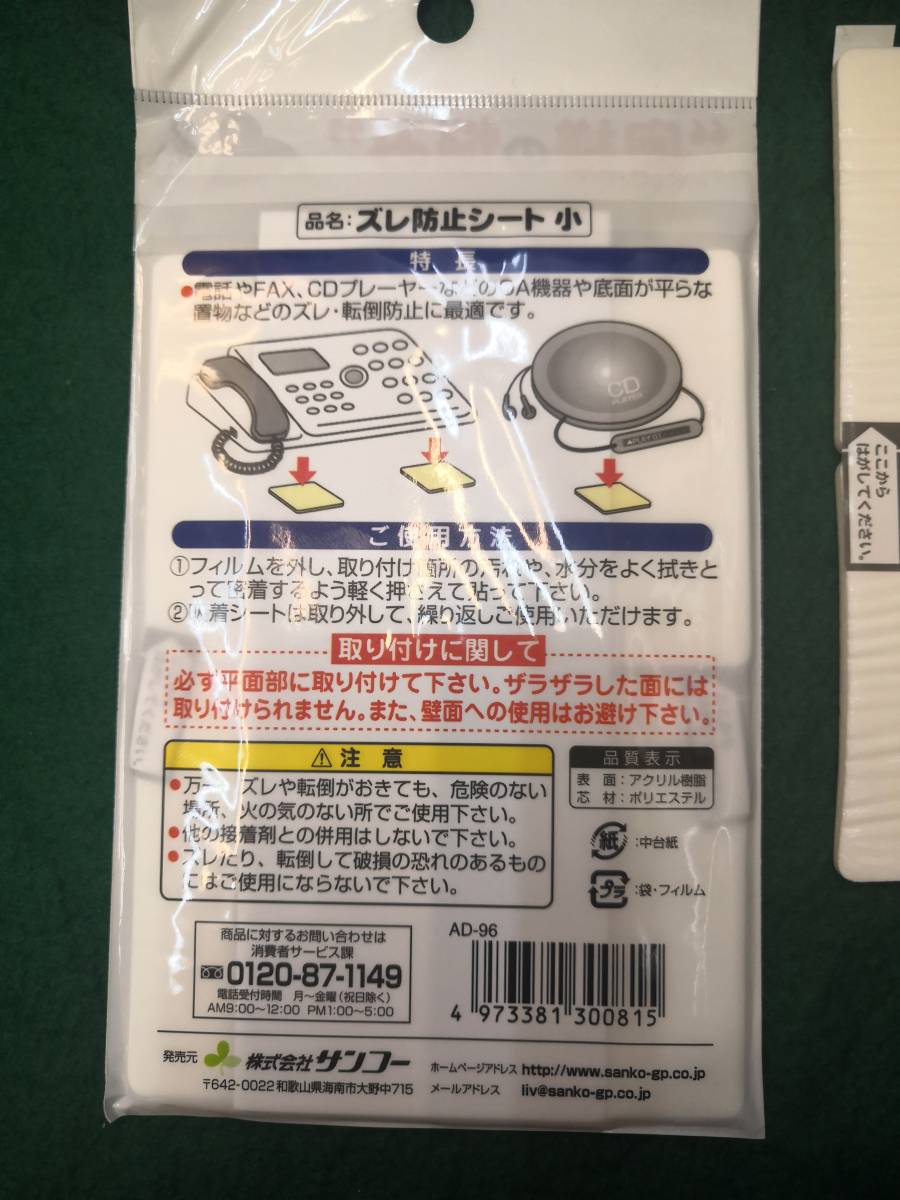 品名:ズレ防止シート 小
特長
●電話やFAX、CDプレーヤーなどのOA機器や底面が平らな
置物などのズレ・転倒防止に最適です。
CD
PLAYER
ご使用方法
①フィルムを外し、取り付け箇所の汚れや、水分をよく拭きと
って密着するよう軽く押さえて貼って下さい。
②吸着シートは取り外して、繰り返しご使用いただけます。
取り付けに関して
必ず平面部に取り付けて下さい。ザラザラした面には
取り付けられません。また、壁面への使用はお避け下さい。
⚠注意
●万一、ズレや転倒がおきても、危険のない
場所、火の気のない所でご使用下さい。
●他の接着剤との併用はしないで下さい。
●ズレたり、転倒して破損の恐れのあるもの
にはご使用にならないで下さい。
品質表示
表面:アクリル樹脂
芯材:ポリエステル
紙:中台紙
プラ:袋・フィルム
商品に対するお問い合わせは
消費者サービス課
0120-87-1149
電話受付時間 月〜金曜(祝日除く)
AM9:00〜12:00 PM1:00〜5:00
AD-96
4 973381 300815
発売元 株式会社サンコー
〒642-0022和歌山県海南市大野中715
ホームページアドレス http://www.sanko-gp.co.jp
メールアドレス liv@sanko-gp.co.jp
ここから
はがしてください。